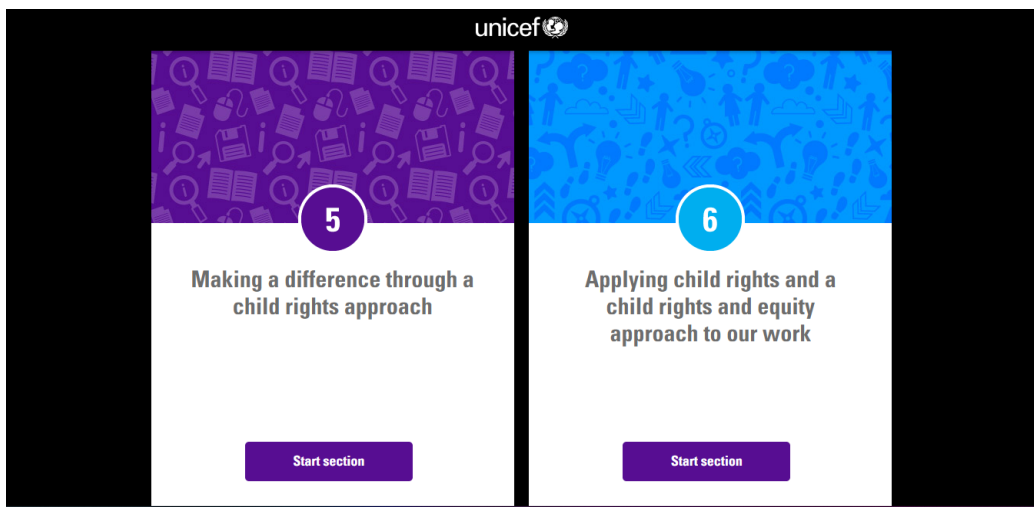 unicef
5
Making a difference through a
child rights approach
Start section
6
Applying child rights and a
child rights and equity
approach to our work
Start section